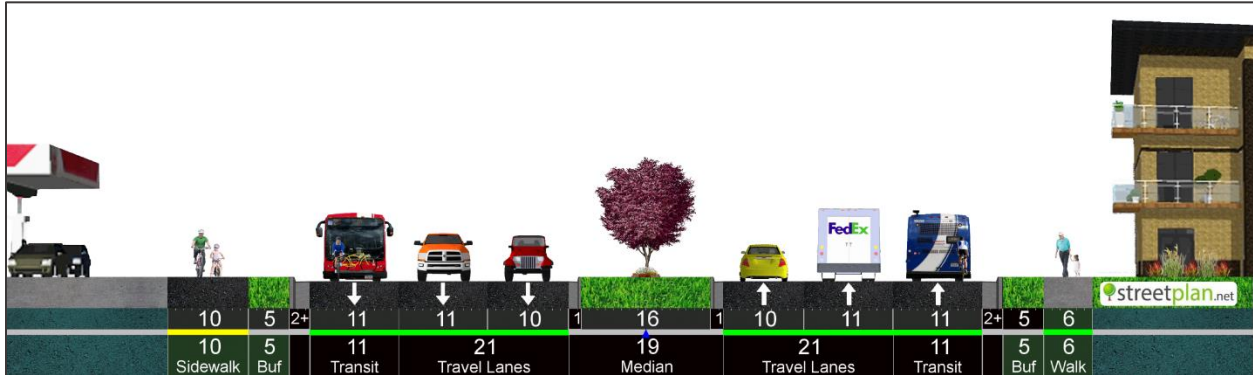 FedEx
streetplan.net
10 5 2+ 11 11 10 1 16 1 10 11 11 2+ 5 6
10 5 11 21 19 21 11 5 6
Sidewalk Buf Transit Travel Lanes Median Travel Lanes Transit Buf Walk